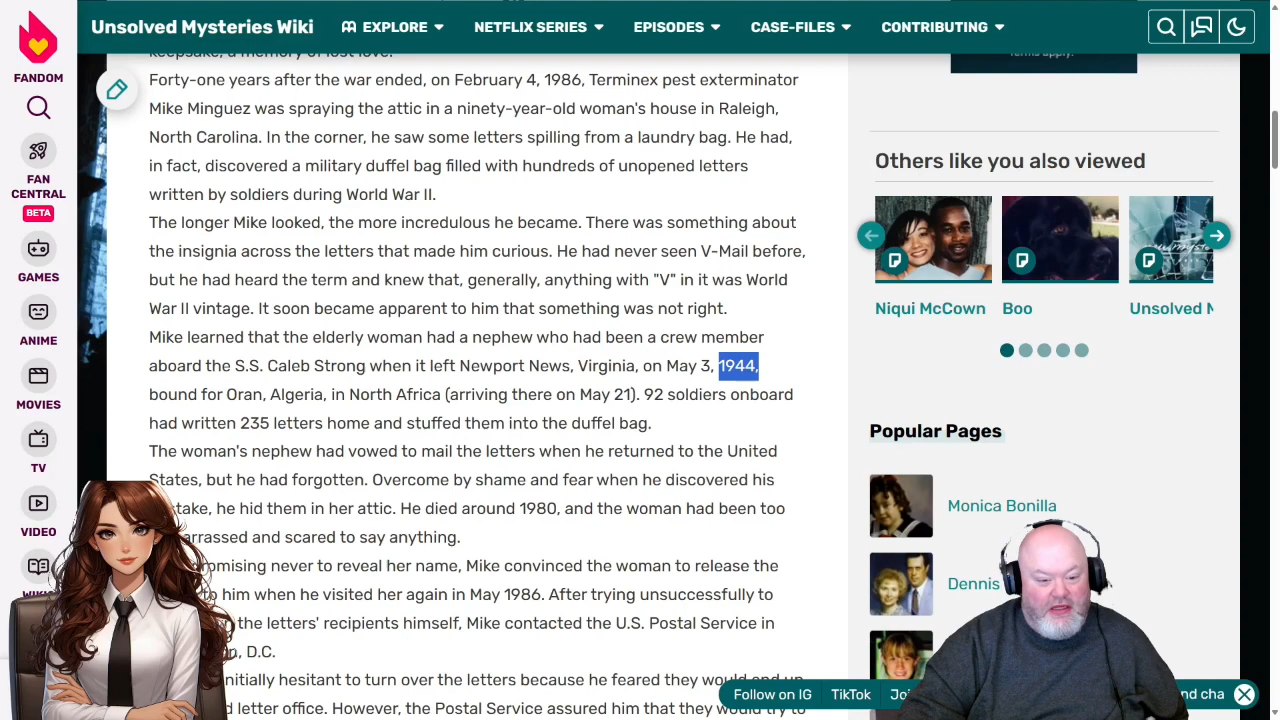 Unsolved Mysteries Wiki
EXPLORE
NETFLIX SERIES
EPISODES
CASE-FILES
CONTRIBUTING
FANDOM
FAN
CENTRAL
BETA
GAMES
ANIME
MOVIES
TV
VIDEO
keepsake, a memory of lost love.
Forty-one years after the war ended, on February 4, 1986, Terminex pest exterminator
Mike Minguez was spraying the attic in a ninety-year-old woman's house in Raleigh,
North Carolina. In the corner, he saw some letters spilling from a laundry bag. He had,
in fact, discovered a military duffel bag filled with hundreds of unopened letters
written by soldiers during World War II.
The longer Mike looked, the more incredulous he became. There was something about
the insignia across the letters that made him curious. He had never seen V-Mail before,
but he had heard the term and knew that, generally, anything with "V" in it was World
War II vintage. It soon became apparent to him that something was not right.
Mike learned that the elderly woman had a nephew who had been a crew member
aboard the S.S. Caleb Strong when it left Newport News, Virginia, on May 3, 1944,
bound for Oran, Algeria, in North Africa (arriving there on May 21). 92 soldiers onboard
had written 235 letters home and stuffed them into the duffel bag.
The woman's nephew had vowed to mail the letters when he returned to the United
States, but he had forgotten. Overcome by shame and fear when he discovered his
take, he hid them in her attic. He died around 1980, and the woman had been too
arrassed and scared to say anything.
omising never to reveal her name, Mike convinced the woman to release the
to him when he visited her again in May 1986. After trying unsuccessfully to
the letters' recipients himself, Mike contacted the U.S. Postal Service in
n, D.C.
nitially hesitant to turn over the letters because he feared they would end up
d letter office. However, the Postal Service assured him that they would try to
Terms apply.
Others like you also viewed
Niqui McCown
Boo
Unsolved M
Popular Pages
Monica Bonilla
Dennis
Follow on IG
TikTok
Joi
nd cha